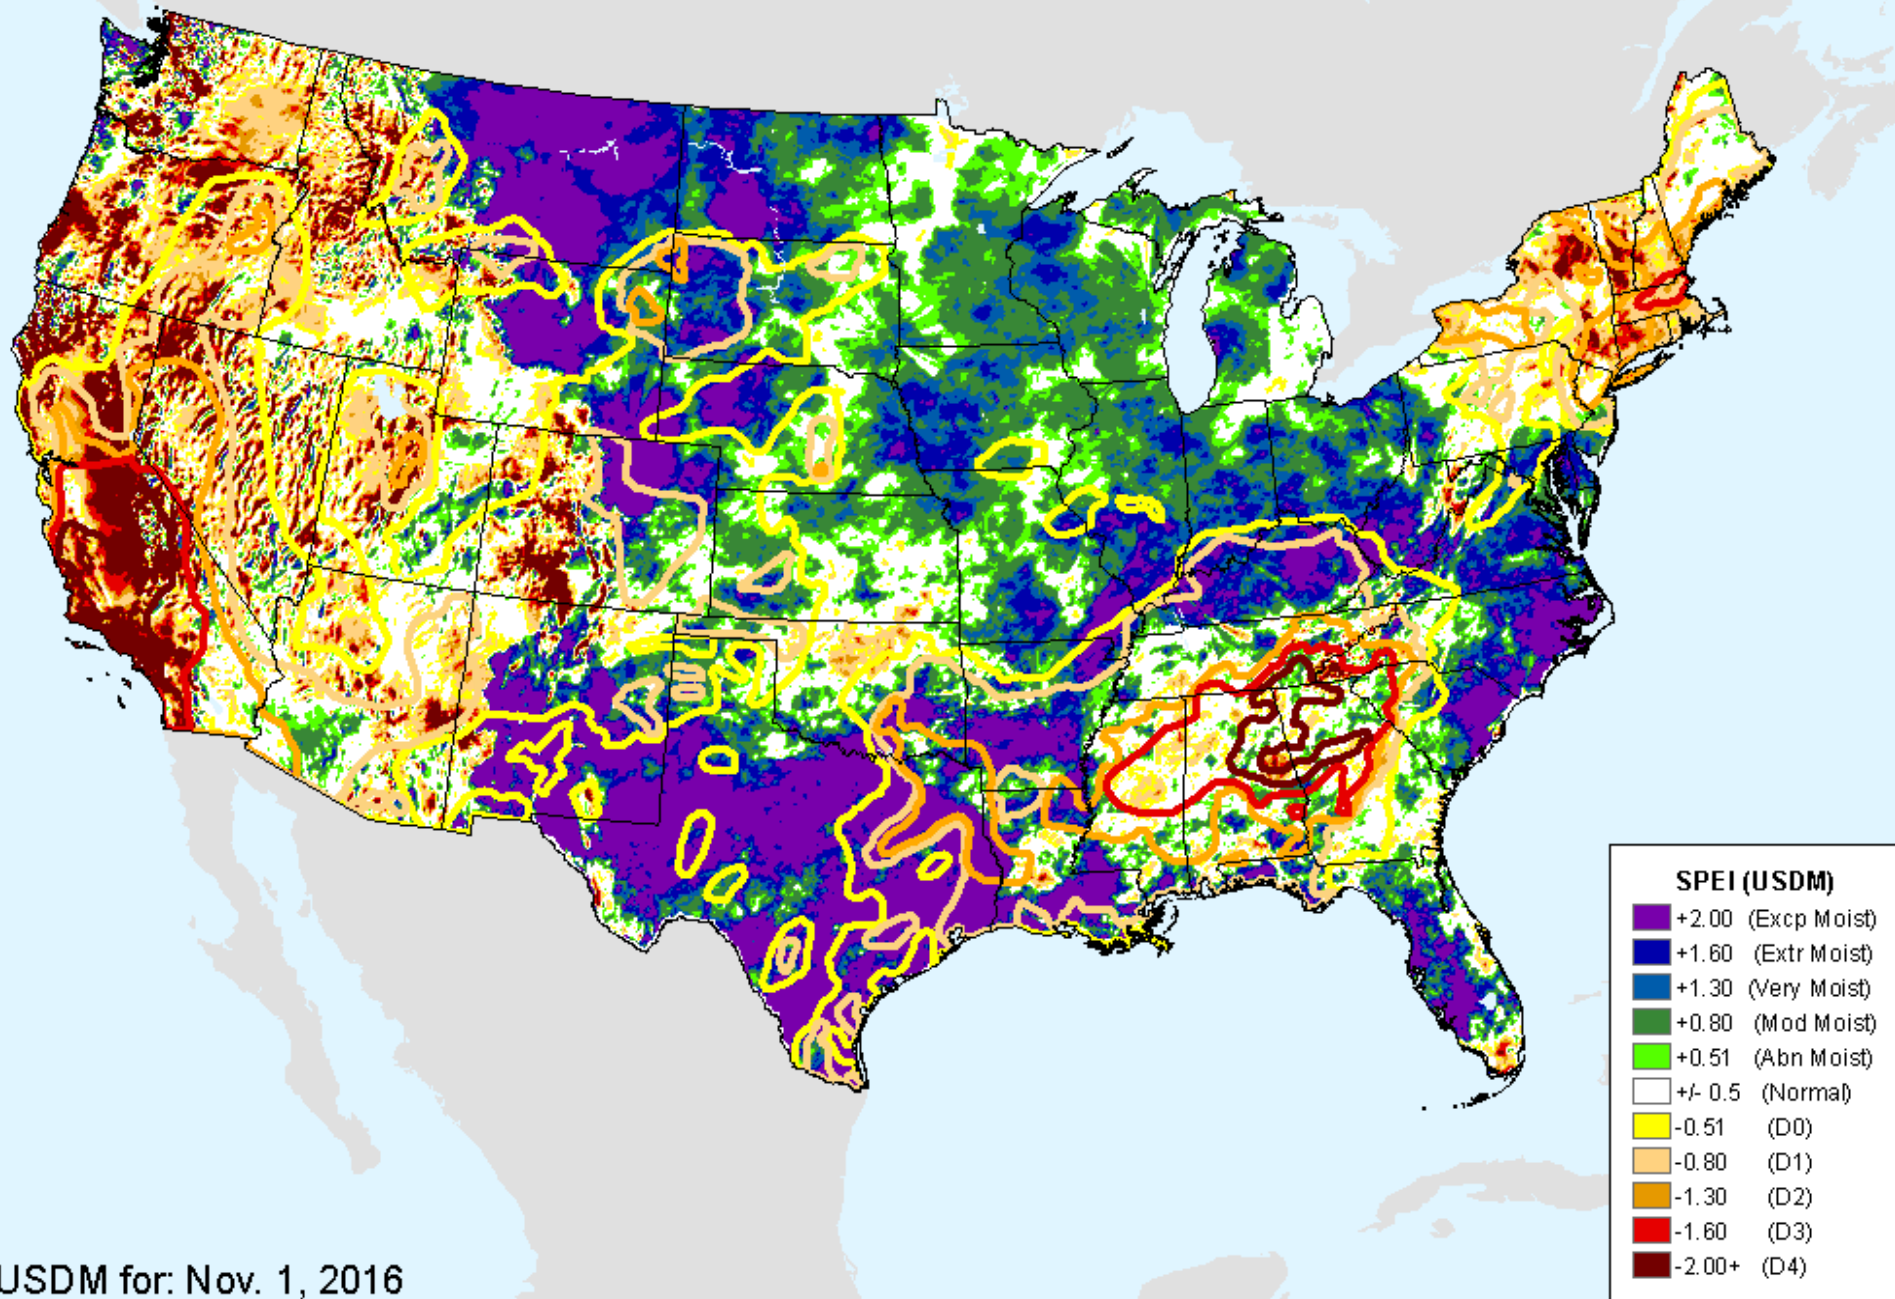 SPEI (USDM)
+2.00 (Excp Moist)
+1.60 (Extr Moist)
+1.30 (Very Moist)
+0.80 (Mod Moist)
+0.51 (Abn Moist)
+/- 0.5 (Normal)
-0.51 (D0)
-0.80 (D1)
-1.30 (D2)
-1.60 (D3)
-2.00+ (D4)
USDM for: Nov. 1, 2016